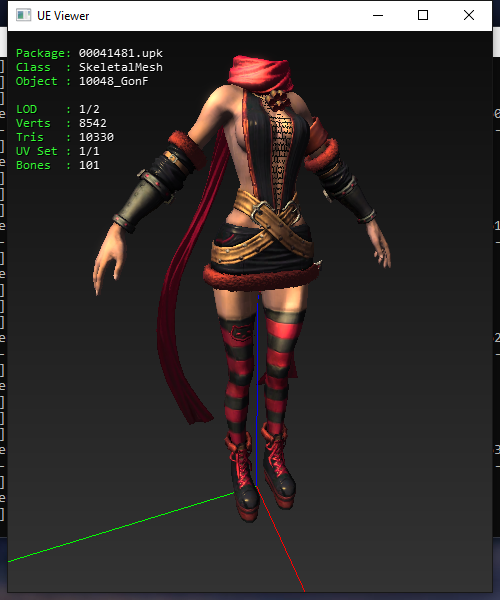 UE Viewer
Package: 00041481.upk
Class : SkeletalMesh
Object : 10048_GonF
LOD : 1/2
Verts : 8542
Tris : 10330
UV Set : 1/1
Bones : 101